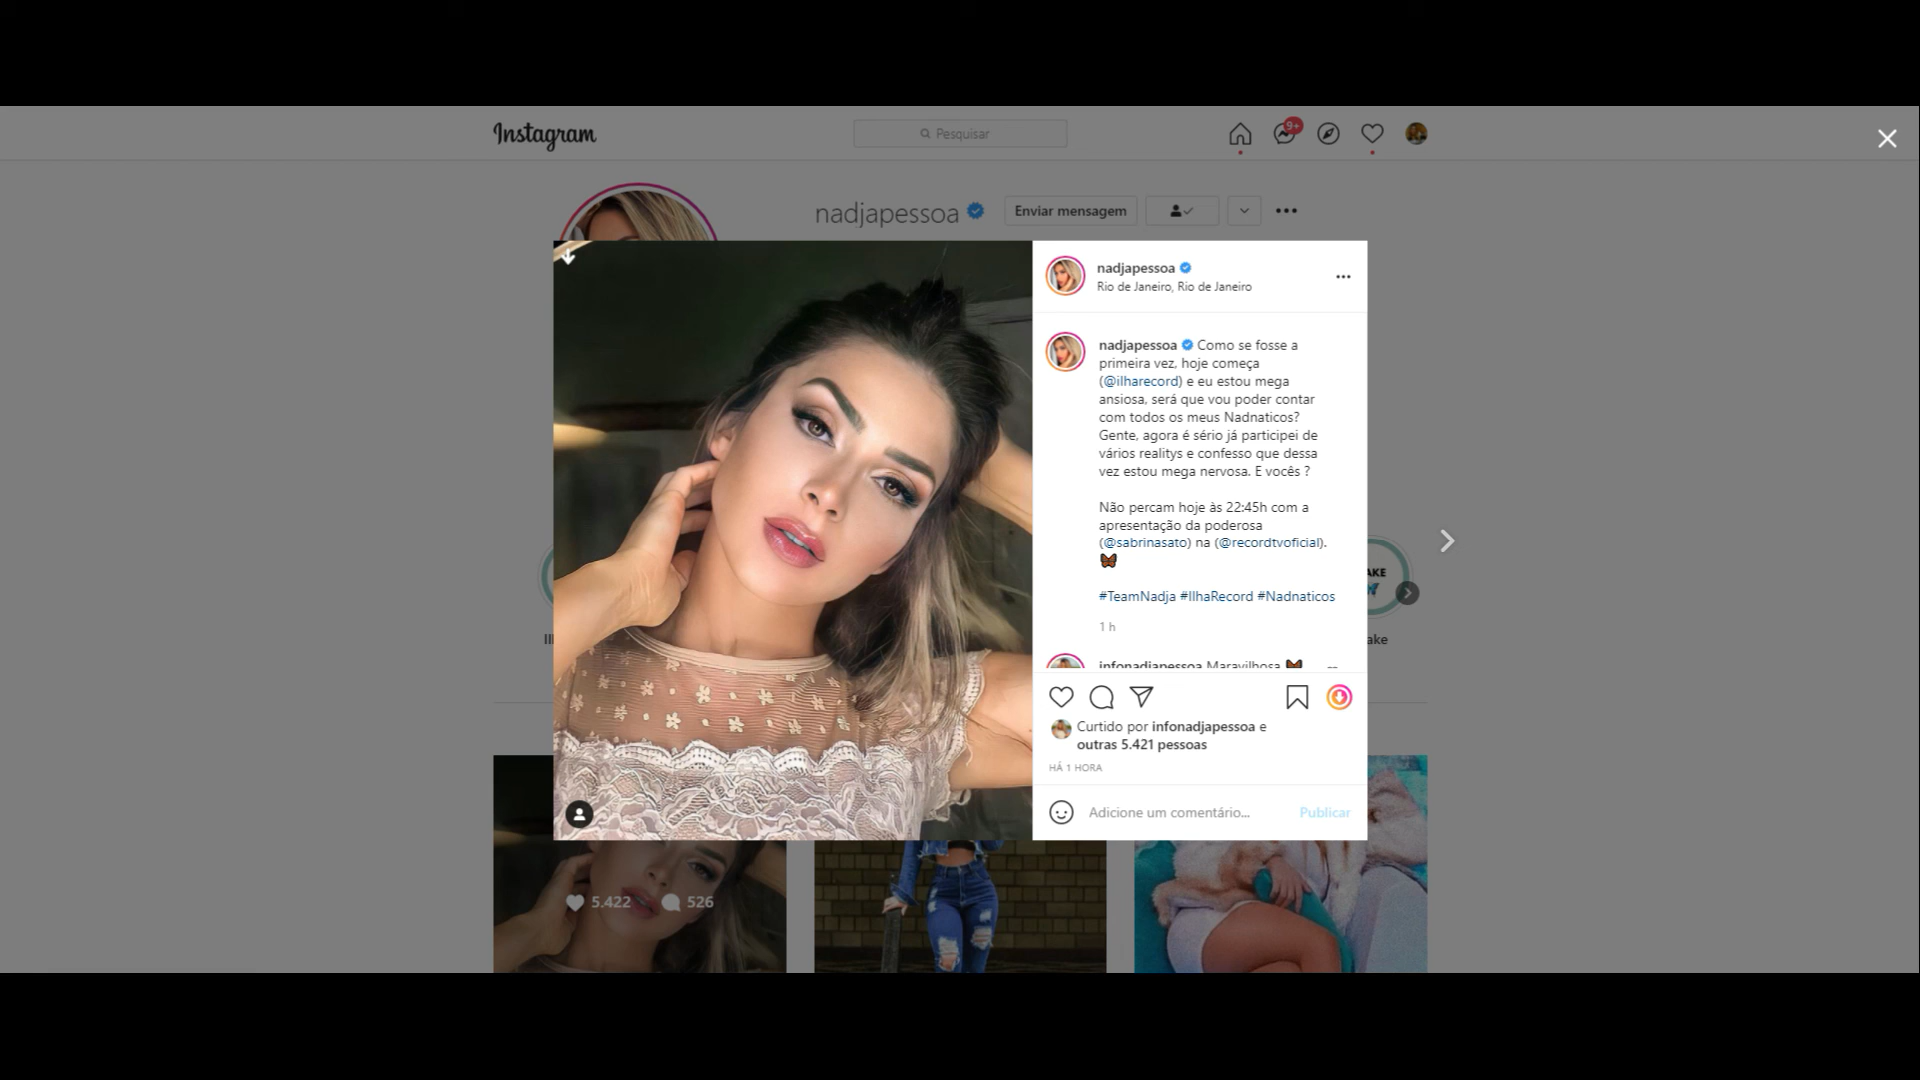 Instagram
Pesquisar
9+
nadjapessoa
Enviar mensagem
nadjapessoa
Rio de Janeiro, Rio de Janeiro
nadjapessoa Como se fosse a
primeira vez, hoje começa
(@ilharecord) e eu estou mega
ansiosa, será que vou poder contar
com todos os meus Nadnaticos?
Gente, agora é sério já participei de
vários realitys e confesso que dessa
vez estou mega nervosa. E vocês ?
Não percam hoje às 22:45h com a
apresentação da poderosa
(@sabrinasato) na (@recordtvoficial).
#TeamNadja #IlhaRecord #Nadnaticos
1 h
infonadjapessoa Maravilhosa
Curtido por infonadjapessoa e
outras 5.421 pessoas
HÁ 1 HORA
Adicione um comentário...
Publicar
5.422
526